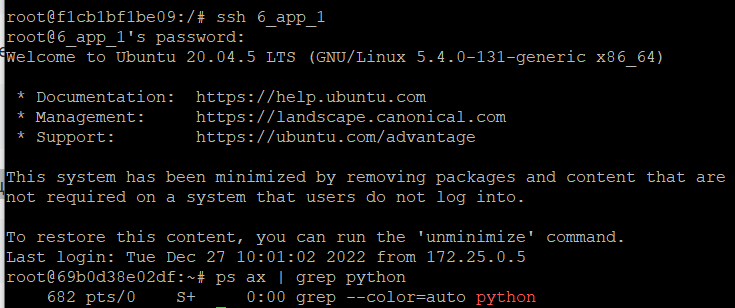 root@f1cb1bf1be09:/# ssh 6_app_1
root@6_app_1's password:
Welcome to Ubuntu 20.04.5 LTS (GNU/Linux 5.4.0-131-generic x86_64)

 * Documentation:  https://help.ubuntu.com
 * Management:     https://landscape.canonical.com
 * Support:        https://ubuntu.com/advantage

This system has been minimized by removing packages and content that are
not required on a system that users do not log into.

To restore this content, you can run the 'unminimize' command.
Last login: Tue Dec 27 10:01:02 2022 from 172.25.0.5
root@69b0d38e02df:~# ps ax | grep python
    682 pts/0    S+     0:00 grep --color=auto python